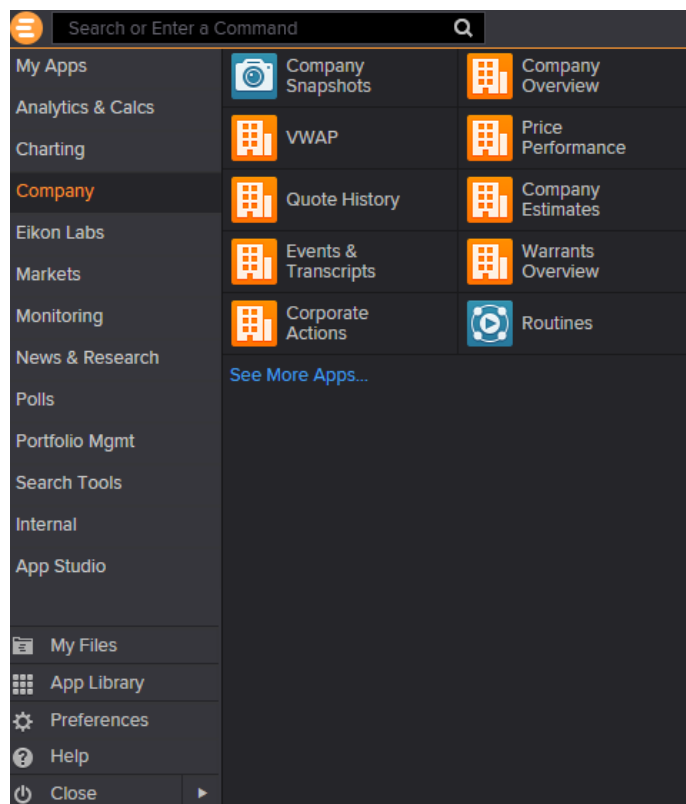 Search or Enter a Command
My Apps
Analytics & Calcs
Charting
Company
Eikon Labs
Markets
Monitoring
News & Research
Polls
Portfolio Mgmt
Search Tools
Internal
App Studio
My Files
App Library
Preferences
Help
Close
Company
Snapshots
Company
Overview
VWAP
Price
Performance
Quote History
Company
Estimates
Events &
Transcripts
Warrants
Overview
Corporate
Actions
Routines
See More Apps...